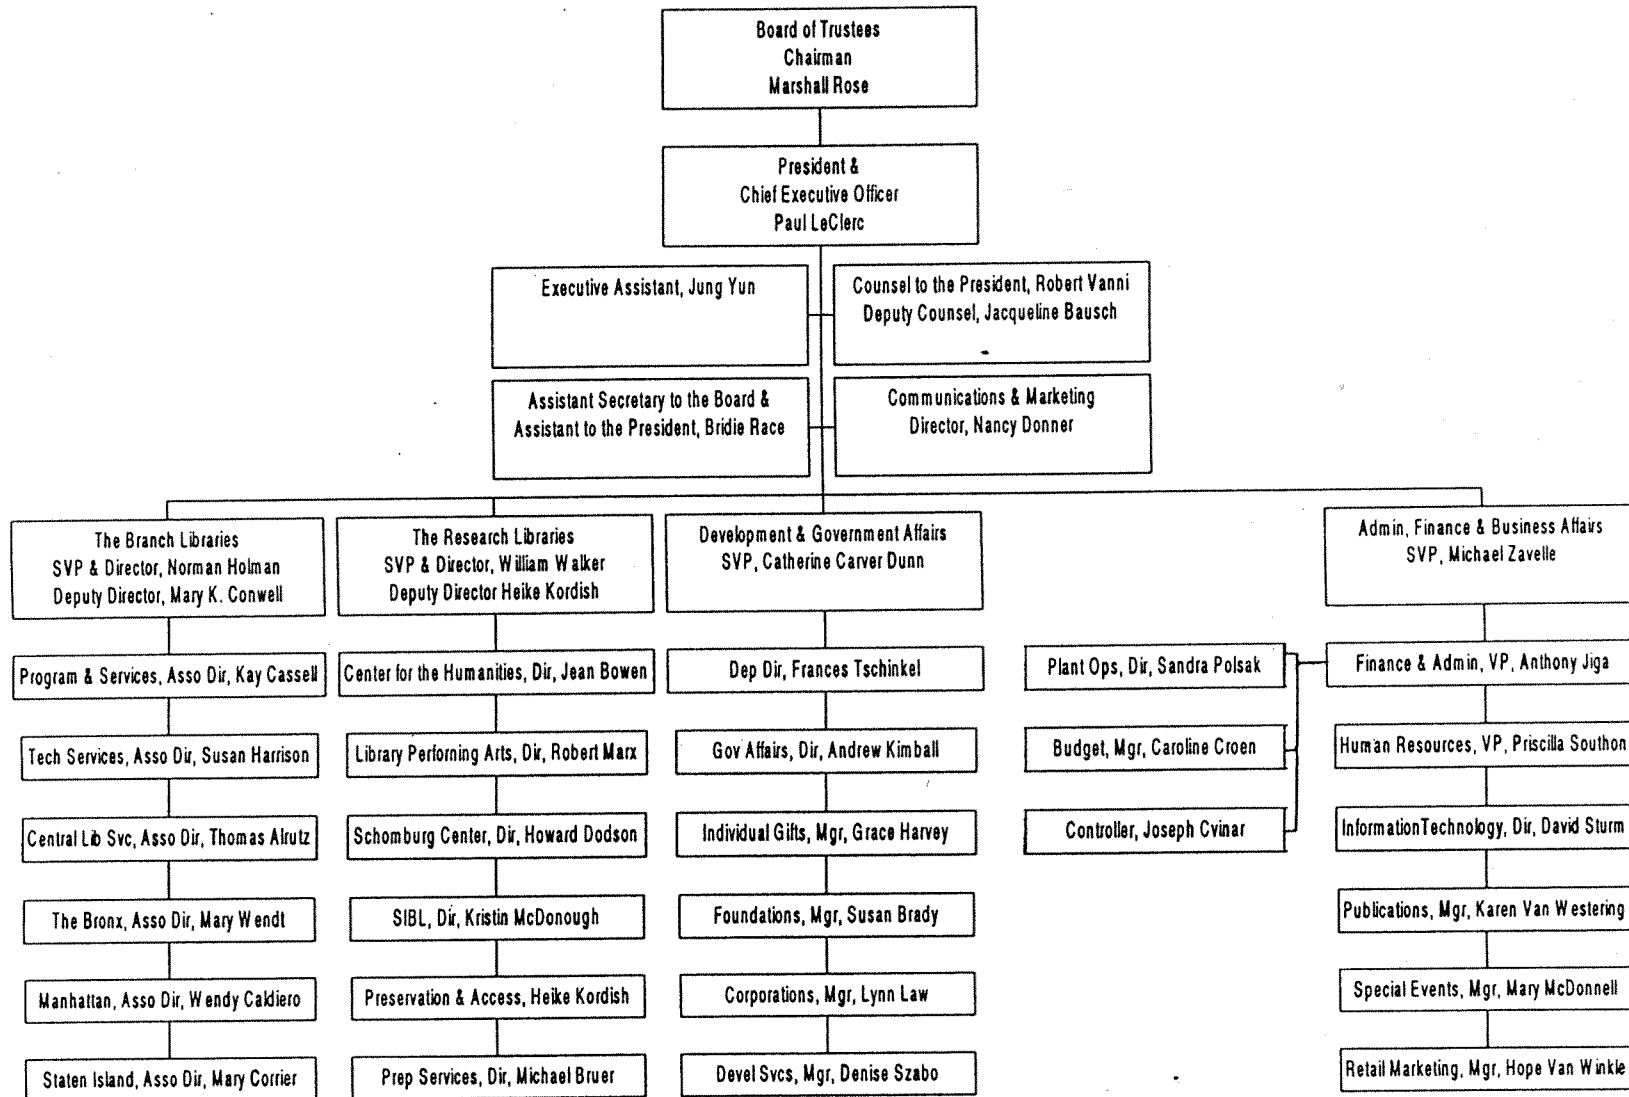 Board of Trustees
Chairman
Marshall Rose
President &
Chief Executive Officer
Paul LeClerc
Executive Assistant, Jung Yun
Counsel to the President, Robert Vanni
Deputy Counsel, Jacqueline Bausch
Assistant Secretary to the Board &
Assistant to the President, Bridie Race
Communications & Marketing
Director, Nancy Donner
The Branch Libraries
SVP & Director, Norman Holman
Deputy Director, Mary K. Conwell
The Research Libraries
SVP & Director, William Walker
Deputy Director Heike Kordish
Development & Government Affairs
SVP, Catherine Carver Dunn
Admin, Finance & Business Affairs
SVP, Michael Zavelle
Program & Services, Asso Dir, Kay Cassell
Center for the Humanities, Dir, Jean Bowen
Dep Dir, Frances Tschinkel
Plant Ops, Dir, Sandra Polsak
Finance & Admin, VP, Anthony Jiga
Tech Services, Asso Dir, Susan Harrison
Library Perforning Arts, Dir, Robert Marx
Gov Affairs, Dir, Andrew Kimball
Budget, Mgr, Caroline Croen
Human Resources, VP, Priscilla Southon
Central Lib Svc, Asso Dir, Thomas Alrutz
Schomburg Center, Dir, Howard Dodson
Individual Gifts, Mgr, Grace Harvey
Controller, Joseph Cvinar
InformationTechnology, Dir, David Sturm
The Bronx, Asso Dir, Mary Wendt
SIBL, Dir, Kristin McDonough
Foundations, Mgr, Susan Brady
Publications, Mgr, Karen Van Westering
Manhattan, Asso Dir, Wendy Caldiero
Preservation & Access, Heike Kordish
Corporations, Mgr, Lynn Law
Special Events, Mgr, Mary McDonnell
Staten Island, Asso Dir, Mary Corrier
Prep Services, Dir, Michael Bruer
Devel Svcs, Mgr, Denise Szabo
Retail Marketing, Mgr, Hope Van Winkle